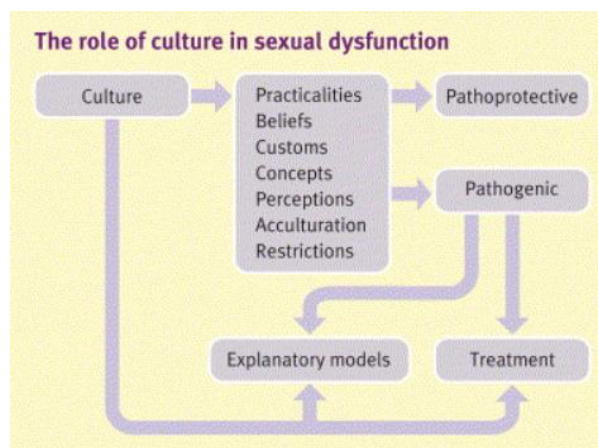 The role of culture in sexual dysfunction
Culture
Practicalities
Beliefs
Customs
Concepts
Perceptions
Acculturation
Restrictions
Pathoprotective
Pathogenic
Explanatory models
Treatment